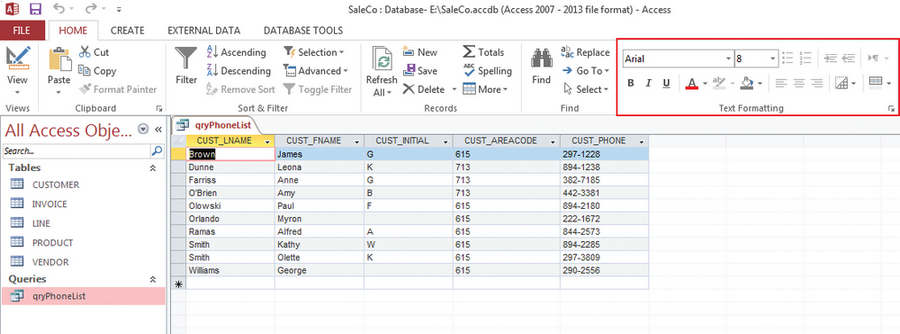 SaleCo : Database- E:\SaleCo.accdb (Access 2007 - 2013 file format) - Access
FILE HOME CREATE EXTERNAL DATA DATABASE TOOLS
View
Views
Paste
Cut
Copy
Format Painter
Clipboard
Filter
Ascending
Descending
Remove Sort
Selection
Advanced
Toggle Filter
Sort & Filter
Refresh
All
New
Save
Delete
Totals
Spelling
More
Records
Find
Replace
Go To
Select
Find
Arial 8
B I U A
Text Formatting
All Access Obje...
Search...
Tables
CUSTOMER
INVOICE
LINE
PRODUCT
VENDOR
Queries
qryPhoneList
qryPhoneList
CUST_LNAME CUST_FNAME CUST_INITIAL CUST_AREACODE CUST_PHONE
Brown James G 615 297-1228
Dunne Leona K 713 894-1238
Farriss Anne G 713 382-7185
O'Brien Amy B 713 442-3381
Olowski Paul F 615 894-2180
Orlando Myron 615 222-1672
Ramas Alfred A 615 844-2573
Smith Kathy W 615 894-2285
Smith Olette K 615 297-3809
Williams George 615 290-2556